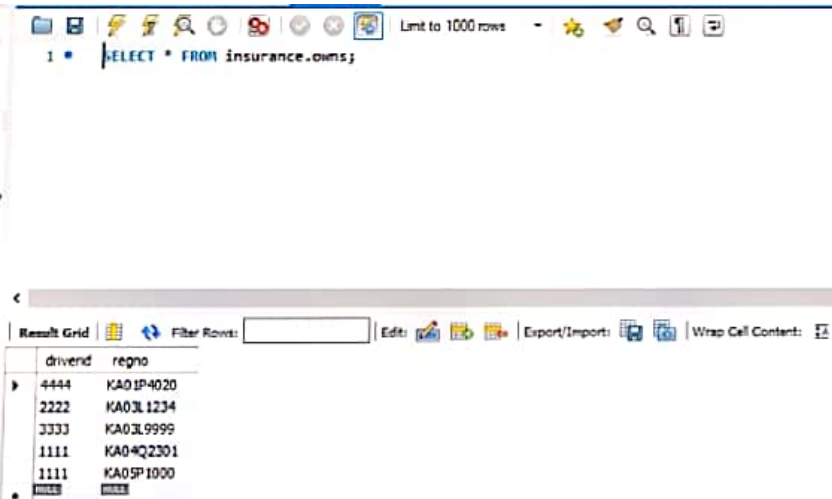 Limit to 1000 rows
1 SELECT * FROM insurance.owns;
Result Grid Filter Rows: Edit: Export/Import: Wrap Cell Content:
driverid regno
4444 KA01P4020
2222 KA03L1234
3333 KA03L9999
1111 KA04Q2301
1111 KA05P1000
NULL NULL